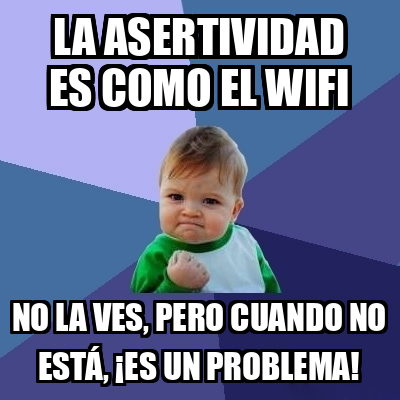 LA ASERTIVIDAD
ES COMO EL WIFI
NO LA VES, PERO CUANDO NO
ESTÁ, ¡ES UN PROBLEMA!